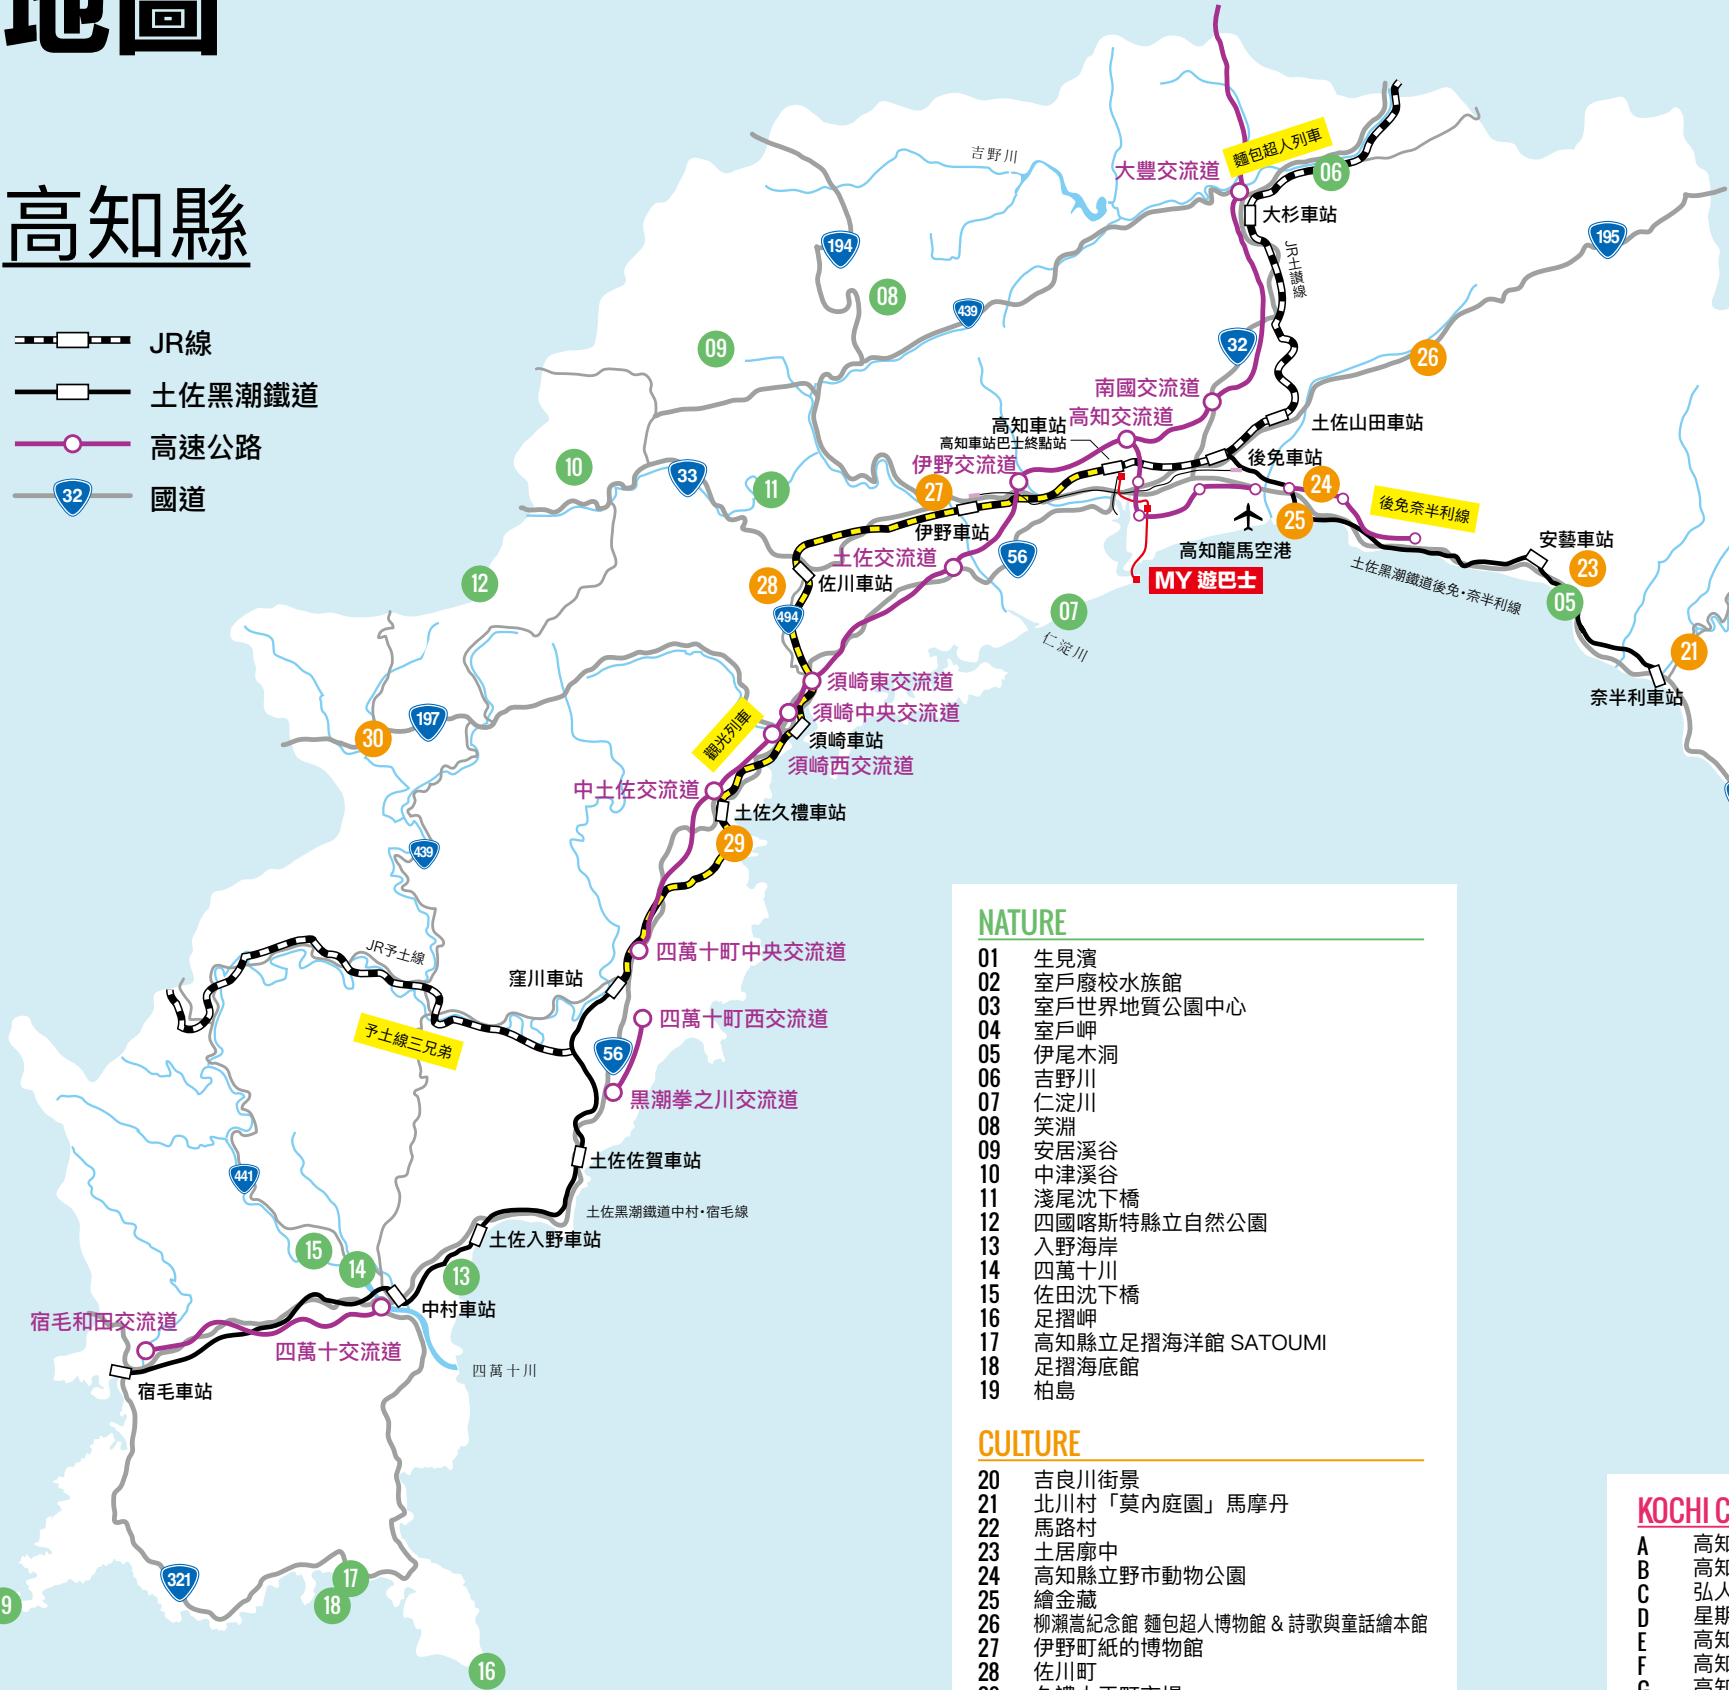 地圖
高知縣
JR線
土佐黑潮鐵道
高速公路
32
國道
吉野川
大豐交流道
麵包超人列車
06
大杉車站
194
195
JR土讚線
08
439
32
09
26
南國交流道
高知車站
高知交流道
土佐山田車站
高知車站巴士終點站
後免車站
伊野交流道
10
33
11
27
24
後免奈半利線
25
伊野車站
高知龍馬空港
安藝車站
土佐交流道
56
23
12
28
佐川車站
MY 遊巴士
土佐黑潮鐵道後免・奈半利線
05
07
494
仁淀川
21
須崎東交流道
奈半利車站
197
須崎中央交流道
30
觀光列車
須崎車站
須崎西交流道
中土佐交流道
土佐久禮車站
29
439
JR予土線
四萬十町中央交流道
窪川車站
四萬十町西交流道
予土線三兄弟
56
黑潮拳之川交流道
土佐佐賀車站
441
土佐黑潮鐵道中村・宿毛線
土佐入野車站
15
14
13
中村車站
宿毛和田交流道
四萬十交流道
四萬十川
宿毛車站
321
17
18
9
16
NATURE
01 生見濱
02 室戶廢校水族館
03 室戶世界地質公園中心
04 室戶岬
05 伊尾木洞
06 吉野川
07 仁淀川
08 笑淵
09 安居溪谷
10 中津溪谷
11 淺尾沈下橋
12 四國喀斯特縣立自然公園
13 入野海岸
14 四萬十川
15 佐田沈下橋
16 足摺岬
17 高知縣立足摺海洋館 SATOUMI
18 足摺海底館
19 柏島
CULTURE
20 吉良川街景
21 北川村「莫內庭園」馬摩丹
22 馬路村
23 土居廓中
24 高知縣立野市動物公園
25 繪金藏
26 柳瀨嵩紀念館 麵包超人博物館 & 詩歌與童話繪本館
27 伊野町紙的博物館
28 佐川町
KOCHI C
A 高知
B 高知
C 弘人
D 星期
E 高知
F 高知
G 高知